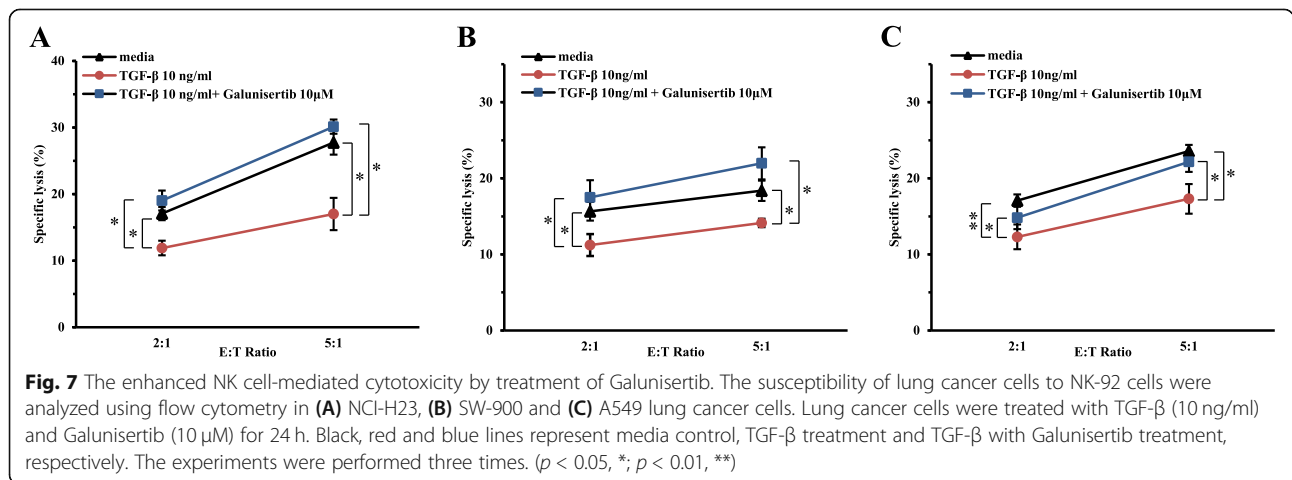 A
media
TGF-β 10 ng/ml
TGF-β 10 ng/ml+ Galunisertib 10μM
Specific lysis (%)
40
30
20
10
0
* * * *
2:1 5:1
E:T Ratio
B
media
TGF-β 10ng/ml
TGF-β 10ng/ml + Galunisertib 10μM
Specific lysis (%)
30
20
10
0
* * * *
2:1 5:1
E:T Ratio
C
media
TGF-β 10ng/ml
TGF-β 10ng/ml + Galunisertib 10μM
Specific lysis (%)
30
20
10
0
** * * *
2:1 5:1
E:T Ratio
Fig. 7 The enhanced NK cell-mediated cytotoxicity by treatment of Galunisertib. The susceptibility of lung cancer cells to NK-92 cells were
analyzed using flow cytometry in (A) NCI-H23, (B) SW-900 and (C) A549 lung cancer cells. Lung cancer cells were treated with TGF-β (10 ng/ml)
and Galunisertib (10 μM) for 24 h. Black, red and blue lines represent media control, TGF-β treatment and TGF-β with Galunisertib treatment,
respectively. The experiments were performed three times. (p < 0.05, *; p < 0.01, **)